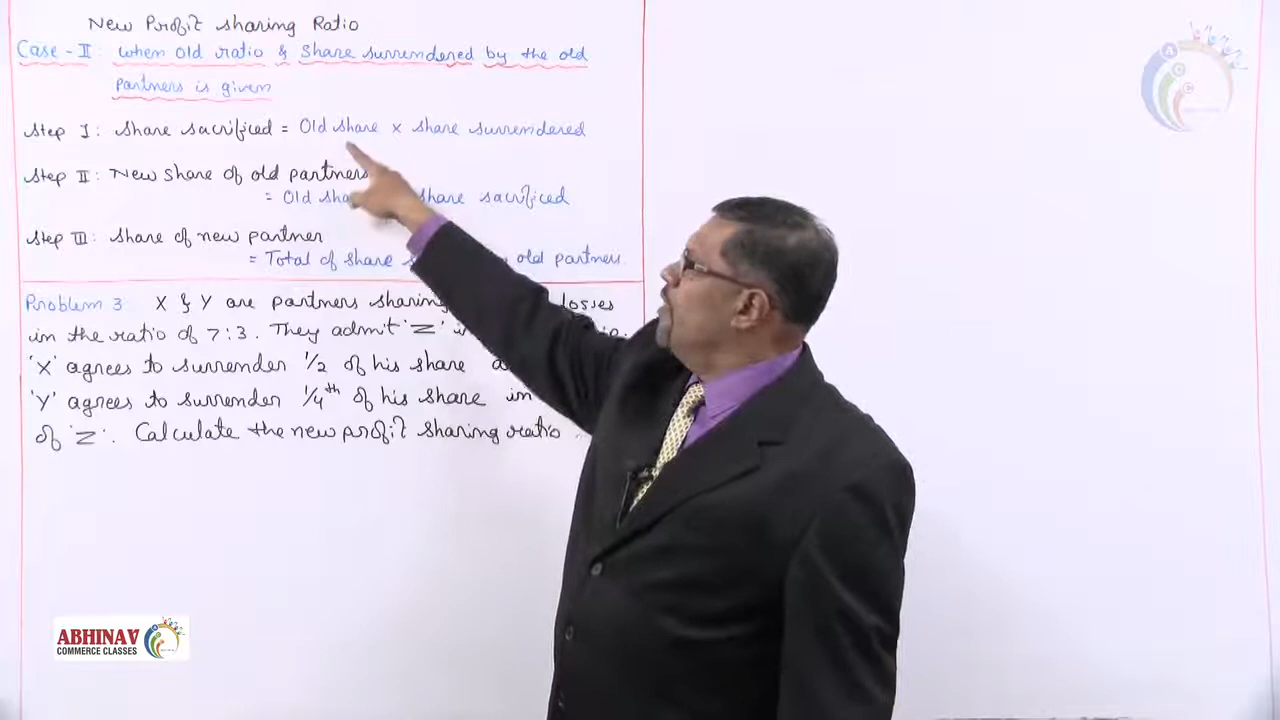 New Profit sharing Ratio
Case - II : when old ratio & share surrendered by the old
partners is given
Step I : Share sacrificed = Old share x share surrendered
Step II : New share of old partners
= Old share sacrificed
Step III : Share of new partner
= Total of share old partners.
Problem 3 X & Y are partners sharing losses
in the ratio of 7:3. They admit 'Z'
'X' agrees to surrender 1/2 of his share
'Y' agrees to surrender 1/4th of his share in
of 'Z'. Calculate the new profit sharing ratio
ABHINAV
COMMERCE CLASSES